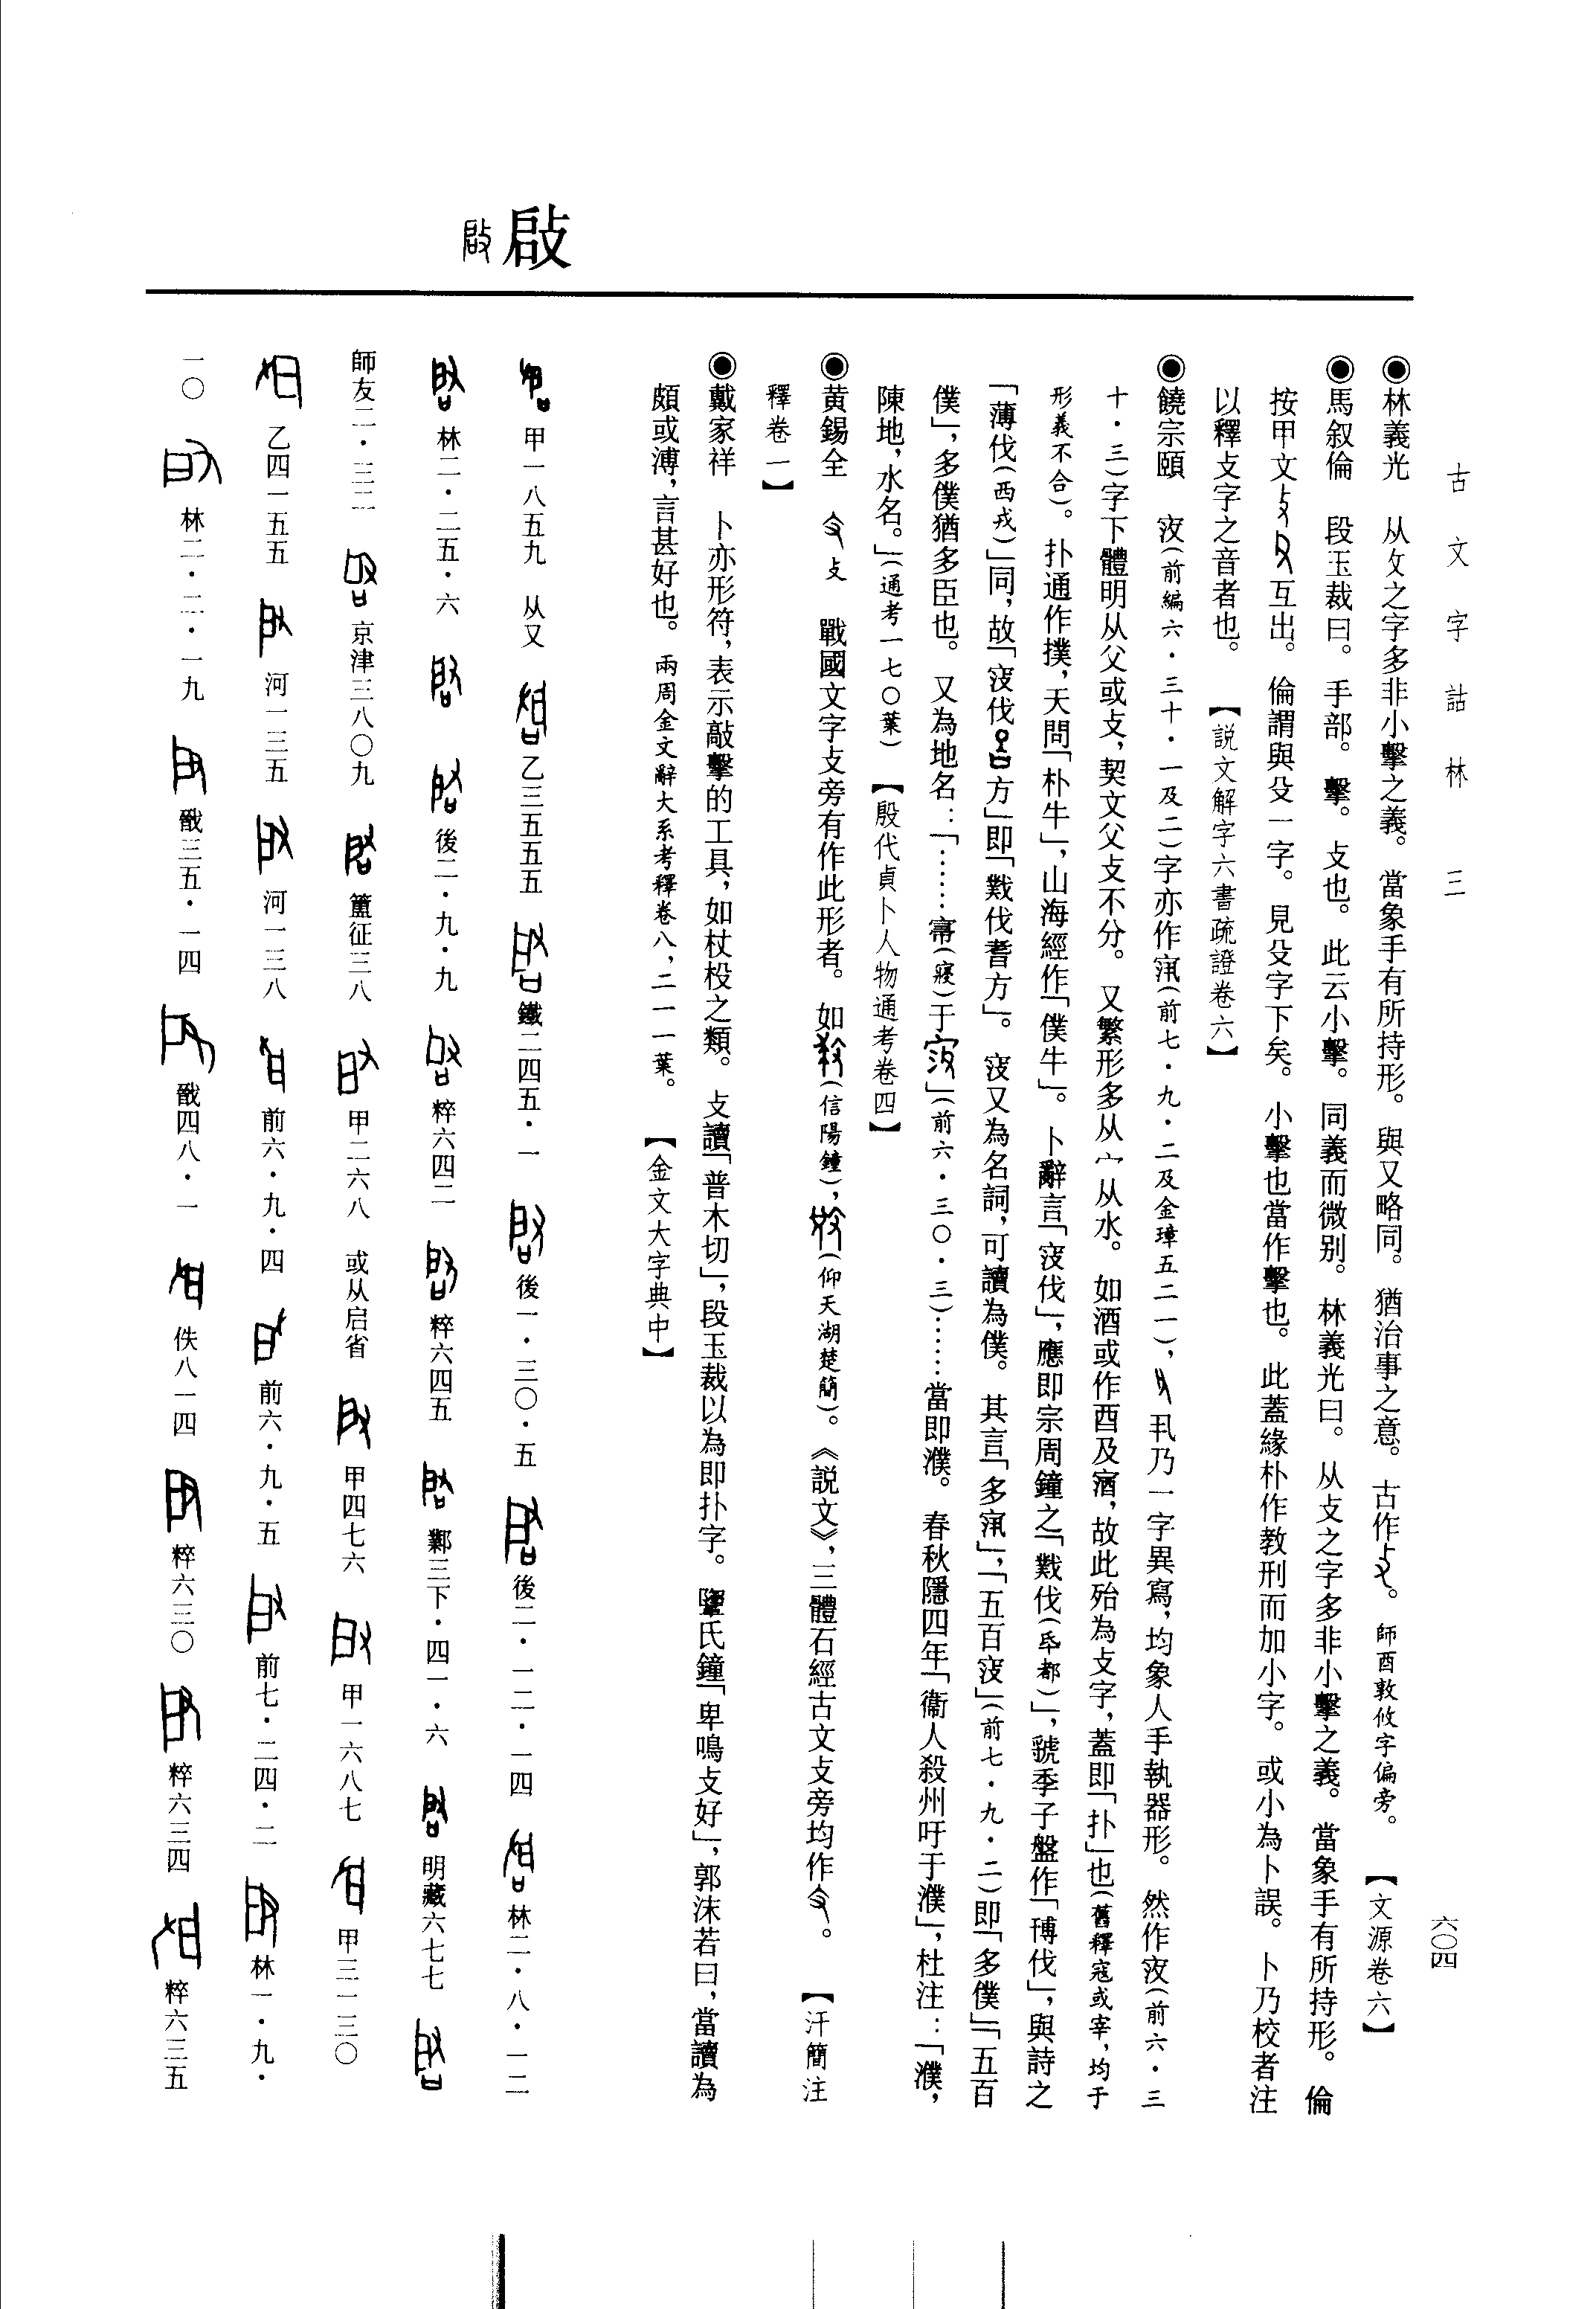 古文字詁林 三
六〇四
啟
◉林義光 从攴之字多非小擊之義。當象手有所持形。與又略同。猶治事之意。古作。師酉敦攸字偏旁。【文源卷六】
◉馬叙倫 段玉裁曰。手部。擊。攴也。此云小擊。同義而微别。林義光曰。从攴之字多非小擊之義。當象手有所持形。倫
按甲文互出。倫謂與殳一字。見殳字下矣。小擊也當作擊也。此蓋緣朴作教刑而加小字。或小為卜誤。卜乃校者注
以釋攴字之音者也。【説文解字六書疏證卷六】
◉饒宗頤 (前編六·三十·一及二)字亦作(前七·九·二及金璋五二一),乃一字異寫,均象人手執器形。然作(前六·三
十·三)字下體明从父或攴,契文父攴不分。又繁形多从宀从水。如酒或作酉及,故此殆為攴字,蓋即「扑」也(舊釋寇或宰,均于
形義不合)。扑通作撲,天問「朴牛」,山海經作「僕牛」。卜辭言「伐」,應即宗周鐘之「伐(氒都)」,虢季子盤作「博伐」,與詩之
「薄伐(西戎)」同,故「伐方」即「伐耆方」。又為名詞,可讀為僕。其言「多」,「五百」(前七·九·二)即「多僕」「五百
僕」,多僕猶多臣也。又為地名:「……(寢)于」(前六·三〇·三)……當即濮。春秋隱四年「衞人殺州吁于濮」,杜注:「濮,
陳地,水名。」(通考一七〇葉)【殷代貞卜人物通考卷四】
◉黄錫全 攴 戰國文字攴旁有作此形者。如(信陽鐘),(仰天湖楚簡)。《説文》,三體石經古文攴旁均作。【汗簡注
釋卷一】
◉戴家祥 卜亦形符,表示敲擊的工具,如杖杸之類。攴讀「普木切」,段玉裁以為即扑字。氏鐘「卑鳴攴好」,郭沫若曰,當讀為
頗或溥,言甚好也。兩周金文辭大系考釋卷八,二一一葉。【金文大字典中】
甲一八五九 从又 乙三五五五 鐵二四五·一 後一·三〇·五 後二·一二·一四 林二·八·一二
林二·二五·六 後二·九·九 粹六四二 粹六四五 鄴三下·四一·六 明藏六七七
師友二·三二 京津三八〇九 簠征三八 甲二六八 或从启省 甲四七六 甲一六八七 甲三一三〇
乙四一五五 河一三五 河一三八 前六·九·四 前六·九·五 前七·二四·二 林一·九·
一〇 林二·二·一九 戩三五·一四 戩四八·一 佚八一四 粹六三〇 粹六三四 粹六三五